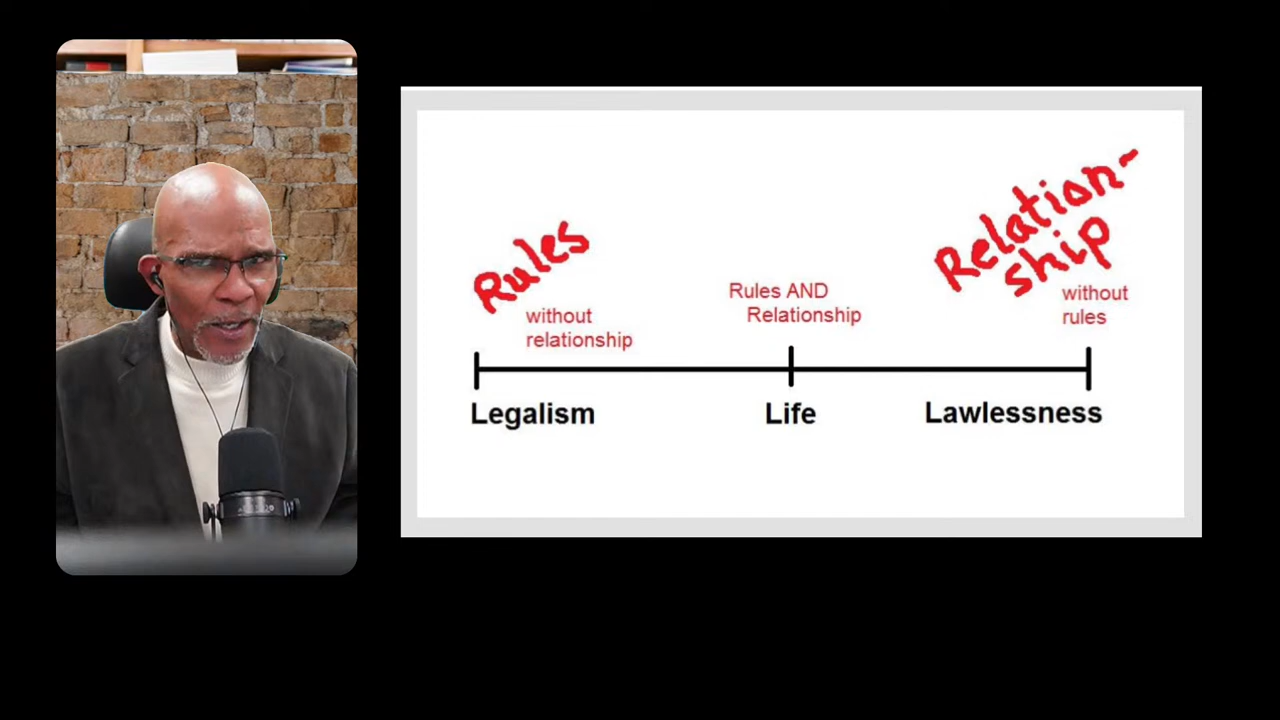 Rules
without
relationship
Rules AND
Relationship
Relation-
ship
without
rules
Legalism
Life
Lawlessness